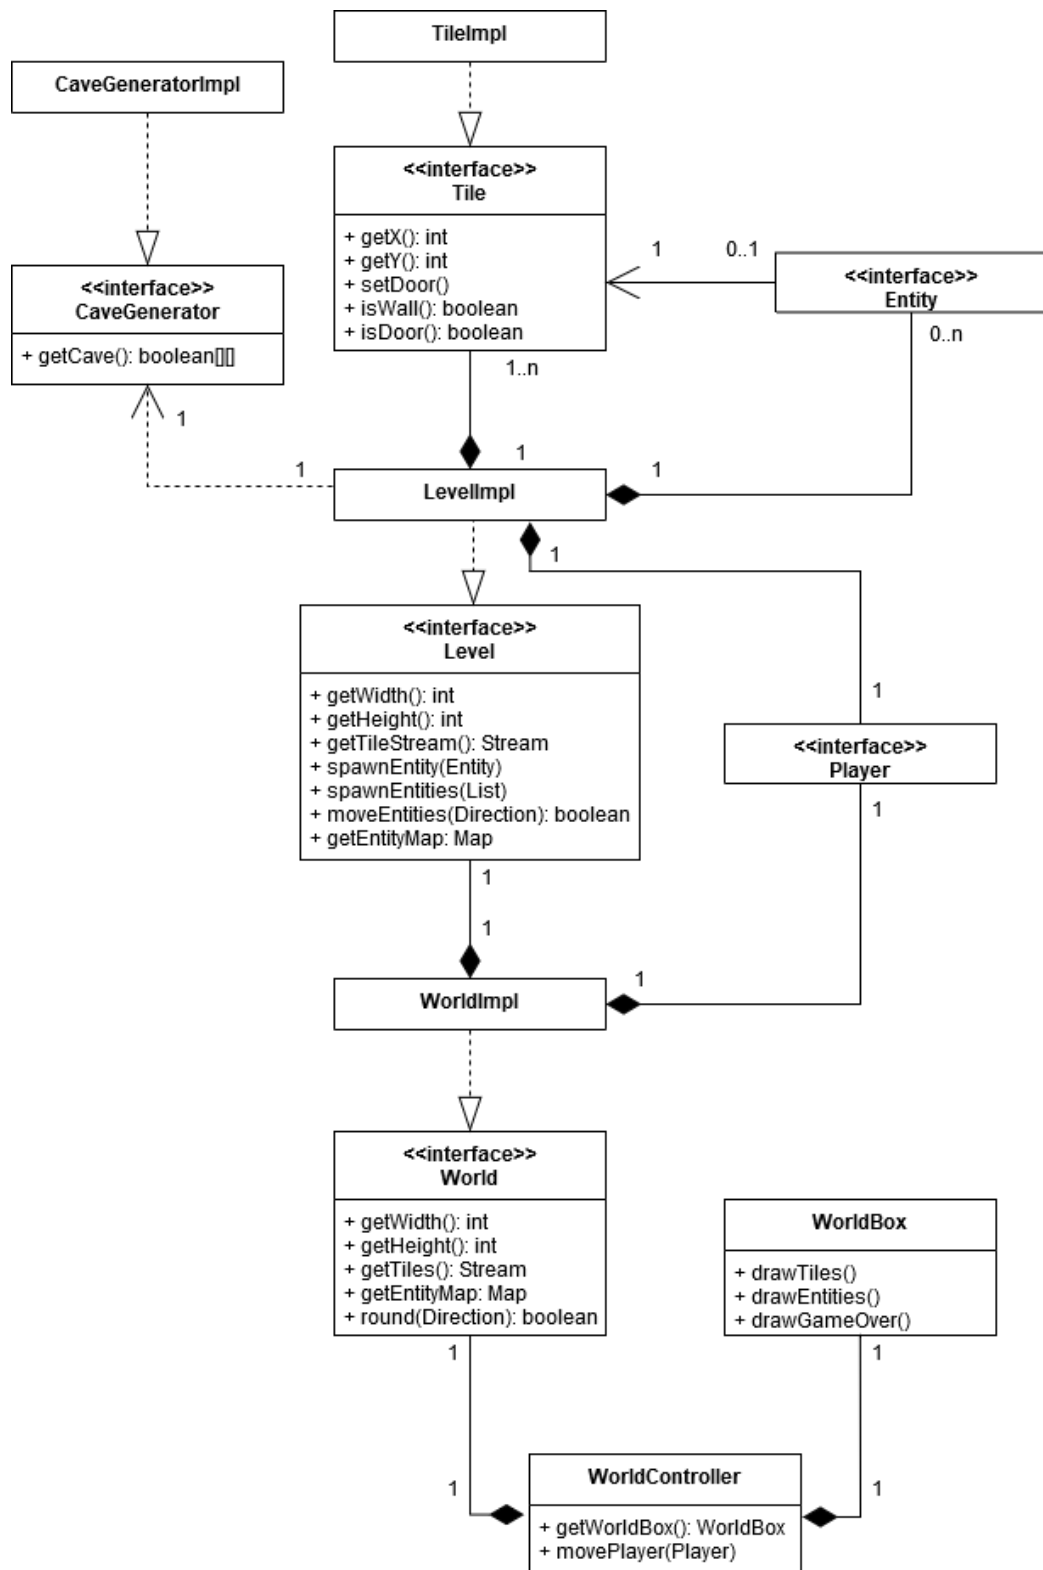 TileImpl
CaveGeneratorImpl
<<interface>>
Tile
+ getX(): int
+ getY(): int
+ setDoor()
+ isWall(): boolean
+ isDoor(): boolean
1
0..1
<<interface>>
Entity
<<interface>>
CaveGenerator
+ getCave(): boolean[][]
0..n
1..n
1
1
1
1
LevelImpl
1
<<interface>>
Level
+ getWidth(): int
+ getHeight(): int
+ getTileStream(): Stream
+ spawnEntity(Entity)
+ spawnEntities(List)
+ moveEntities(Direction): boolean
+ getEntityMap: Map
1
<<interface>>
Player
1
1
1
1
WorldImpl
<<interface>>
World
+ getWidth(): int
+ getHeight(): int
+ getTiles(): Stream
+ getEntityMap: Map
+ round(Direction): boolean
WorldBox
+ drawTiles()
+ drawEntities()
+ drawGameOver()
1
1
1
1
WorldController
+ getWorldBox(): WorldBox
+ movePlayer(Player)